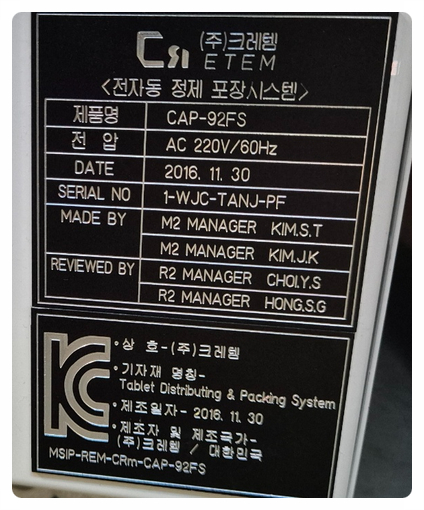 CЯ (주)크레템
ETEM
<전자동 정제 포장시스템>
제품명 CAP-92FS
전 압 AC 220V/60Hz
DATE 2016. 11. 30
SERIAL NO 1-WJC-TANJ-PF
MADE BY M2 MANAGER KIM.S.T
M2 MANAGER KIM.J.K
REVIEWED BY R2 MANAGER CHOI.Y.S
R2 MANAGER HONG.S.G
KC
•상 호-(주)크레템
•기자재 명칭-
Tablet Distributing & Packing System
•제조일자- 2016. 11. 30
•제조자 및 제조국가-
(주)크레템 / 대한민국
MSIP-REM-CRm-CAP-92FS